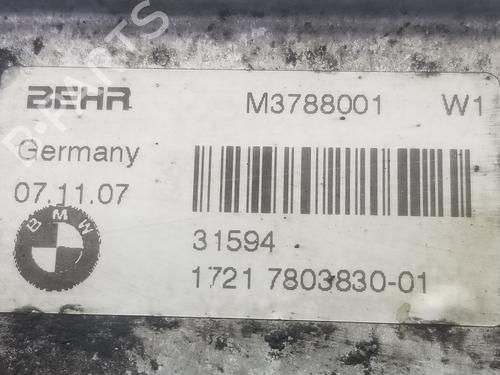 BEHR M3788001 W1
Germany
07.11.07
BMW
31594
1721 7803830-01
B-PARTS